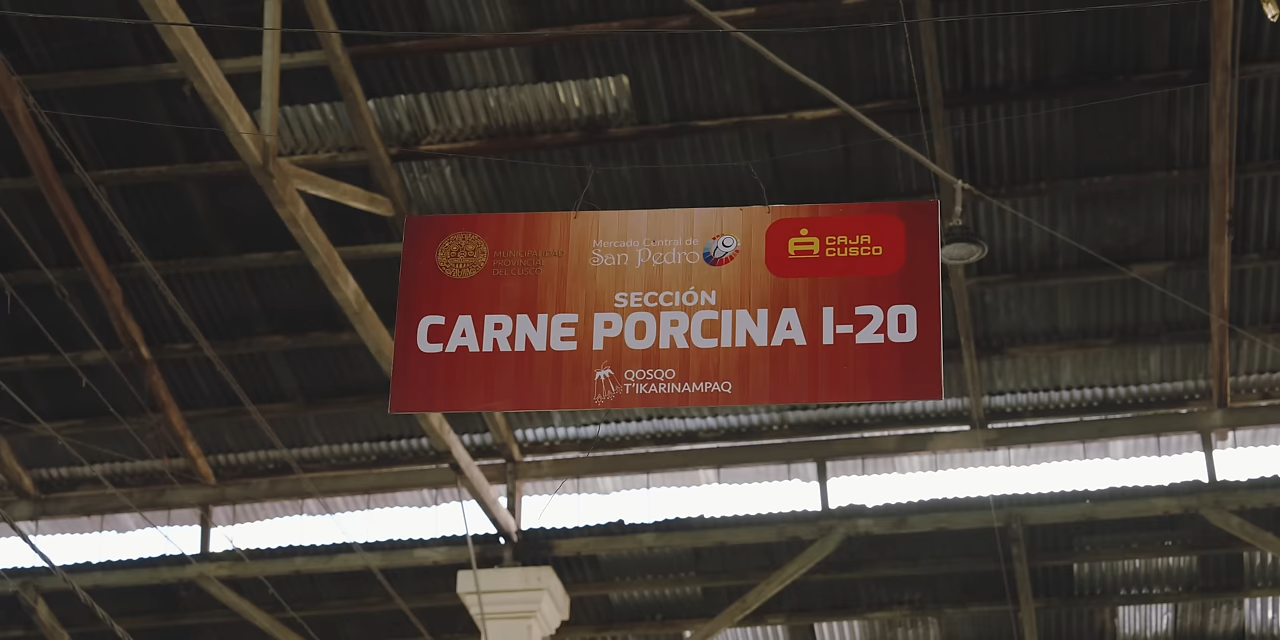 MUNICIPALIDAD
PROVINCIAL
DEL CUSCO
Mercado Central de
San Pedro
CAJA
CUSCO
SECCIÓN
CARNE PORCINA I-20
QOSQO
T'IKARINAMPAQ